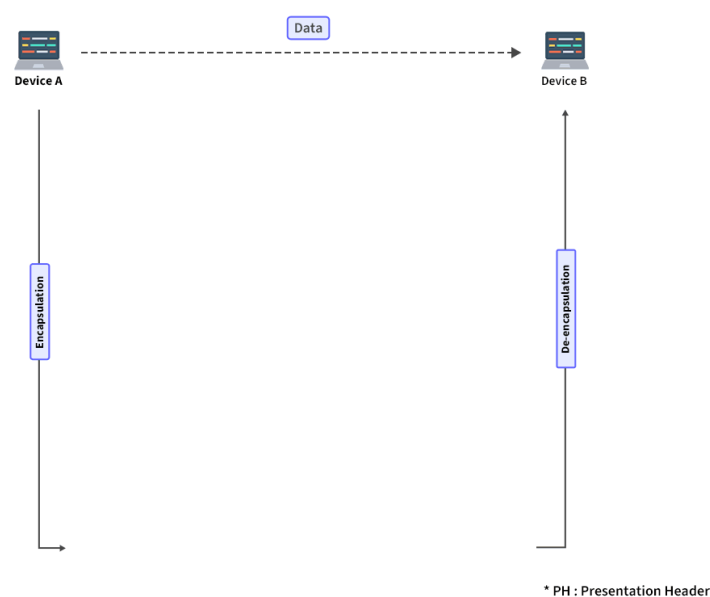 Data
Device A
Device B
Encapsulation
De-encapsulation
* PH : Presentation Header